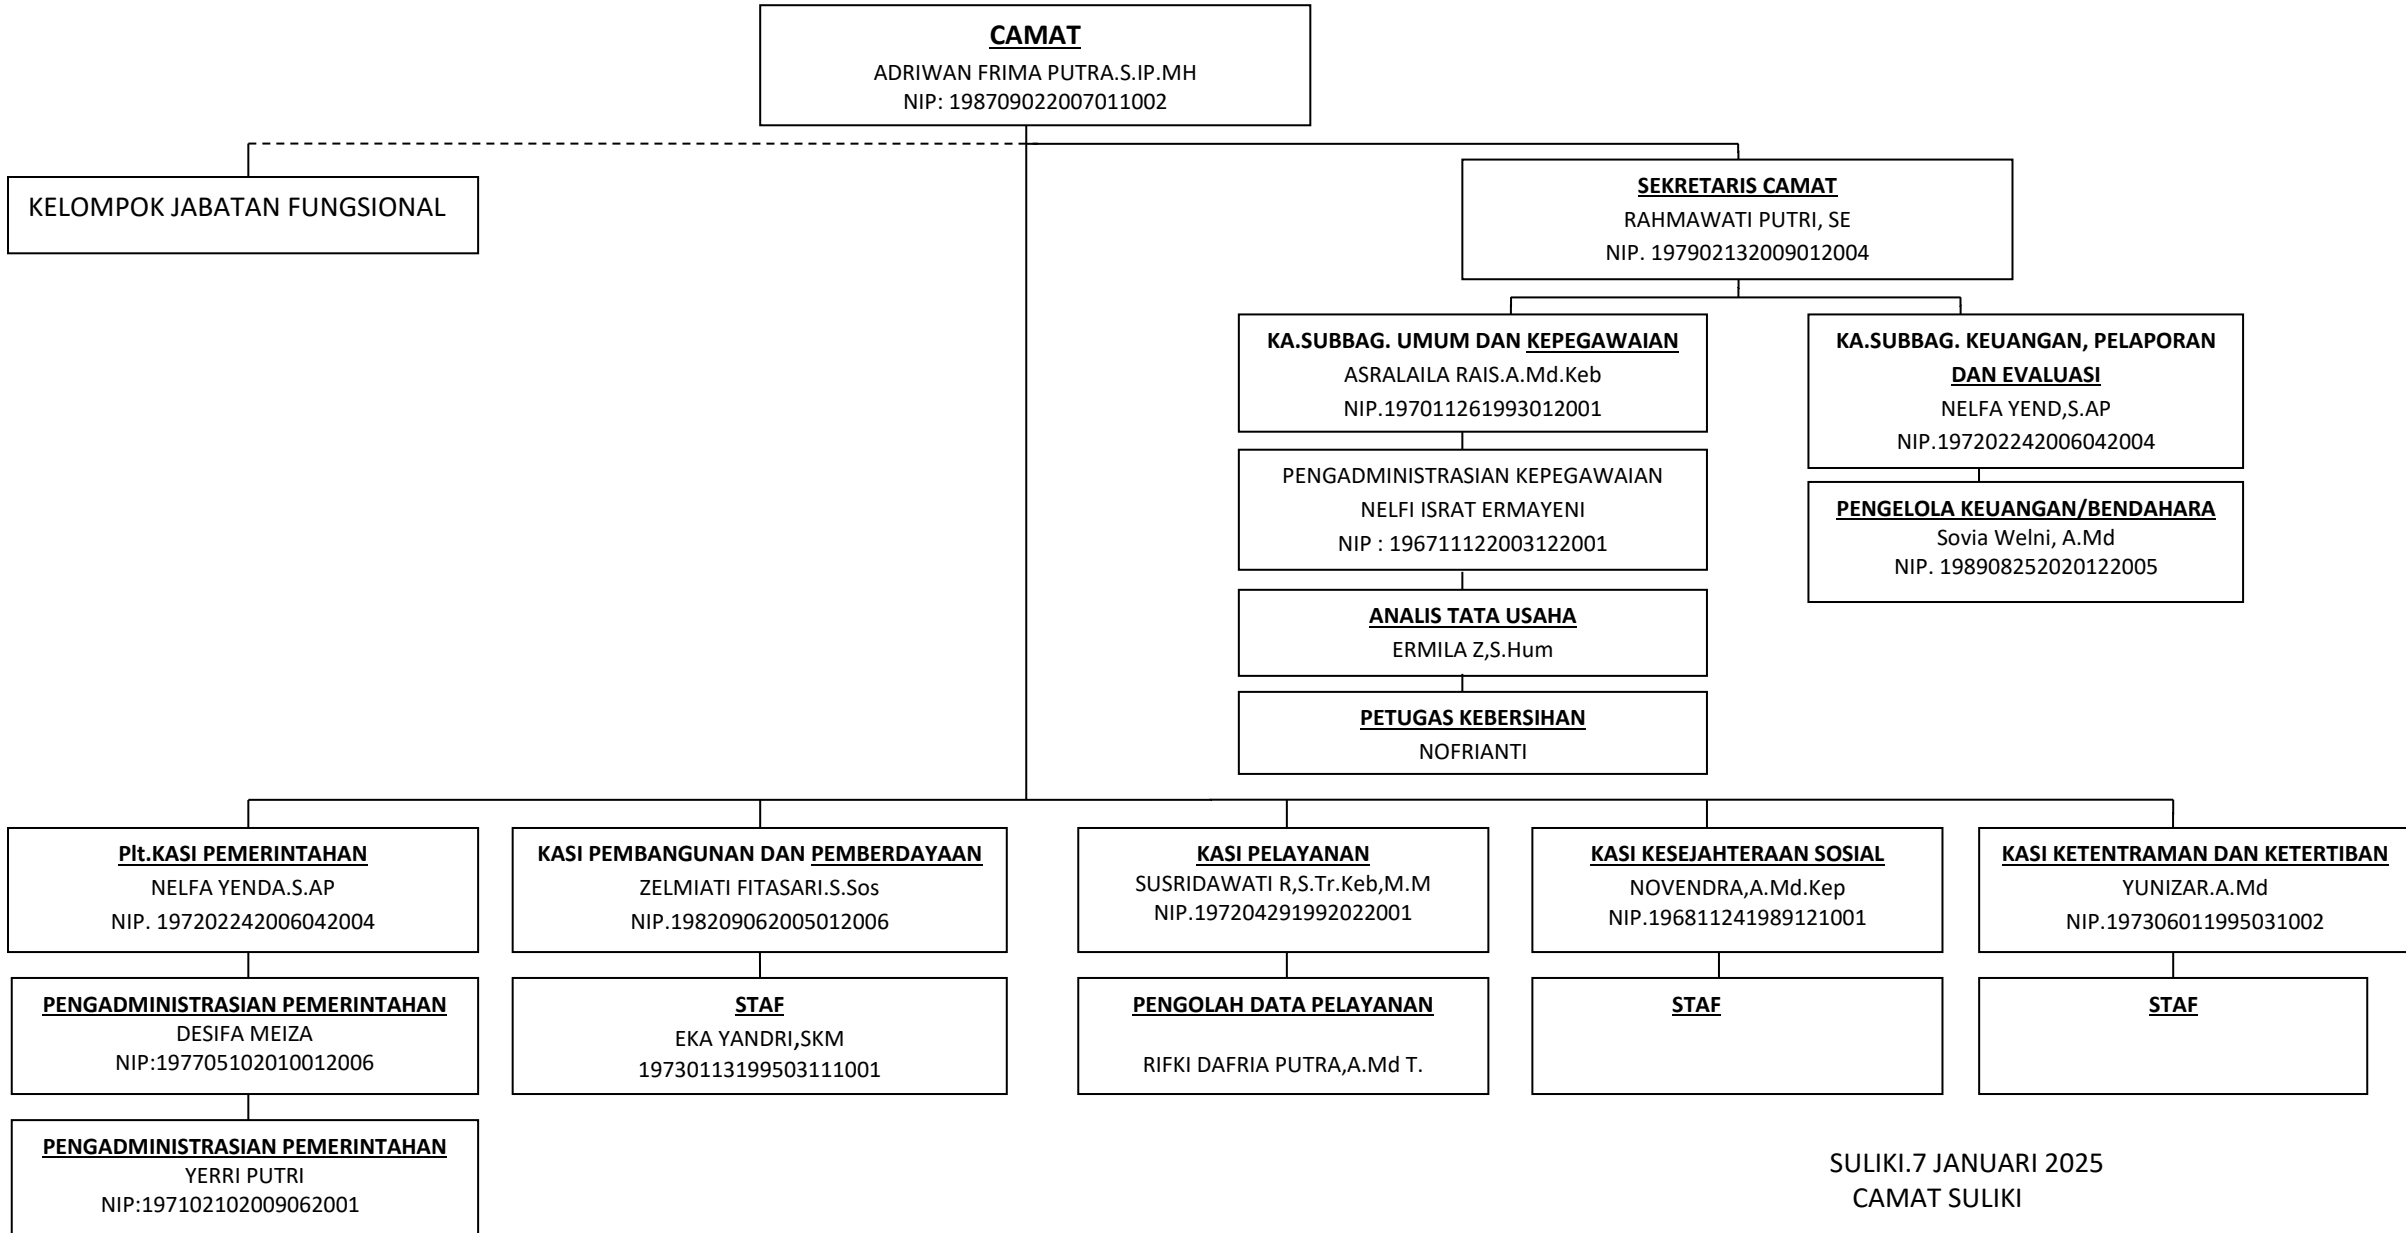 CAMAT
ADRIWAN FRIMA PUTRA.S.IP.MH
NIP: 198709022007011002
KELOMPOK JABATAN FUNGSIONAL
SEKRETARIS CAMAT
RAHMAWATI PUTRI, SE
NIP. 197902132009012004
KA.SUBBAG. UMUM DAN KEPEGAWAIAN
ASRALAILA RAIS.A.Md.Keb
NIP.197011261993012001
KA.SUBBAG. KEUANGAN, PELAPORAN
DAN EVALUASI
NELFA YEND,S.AP
NIP.197202242006042004
PENGADMINISTRASIAN KEPEGAWAIAN
NELFI ISRAT ERMAYENI
NIP : 196711122003122001
PENGELOLA KEUANGAN/BENDAHARA
Sovia Welni, A.Md
NIP. 198908252020122005
ANALIS TATA USAHA
ERMILA Z,S.Hum
PETUGAS KEBERSIHAN
NOFRIANTI
Plt.KASI PEMERINTAHAN
NELFA YENDA.S.AP
NIP. 197202242006042004
KASI PEMBANGUNAN DAN PEMBERDAYAAN
ZELMIATI FITASARI.S.Sos
NIP.198209062005012006
KASI PELAYANAN
SUSRIDAWATI R,S.Tr.Keb,M.M
NIP.197204291992022001
KASI KESEJAHTERAAN SOSIAL
NOVENDRA,A.Md.Kep
NIP.196811241989121001
KASI KETENTRAMAN DAN KETERTIBAN
YUNIZAR.A.Md
NIP.197306011995031002
PENGADMINISTRASIAN PEMERINTAHAN
DESIFA MEIZA
NIP:197705102010012006
STAF
EKA YANDRI,SKM
19730113199503111001
PENGOLAH DATA PELAYANAN
RIFKI DAFRIA PUTRA,A.Md T.
STAF
STAF
PENGADMINISTRASIAN PEMERINTAHAN
YERRI PUTRI
NIP:197102102009062001
SULIKI.7 JANUARI 2025
CAMAT SULIKI